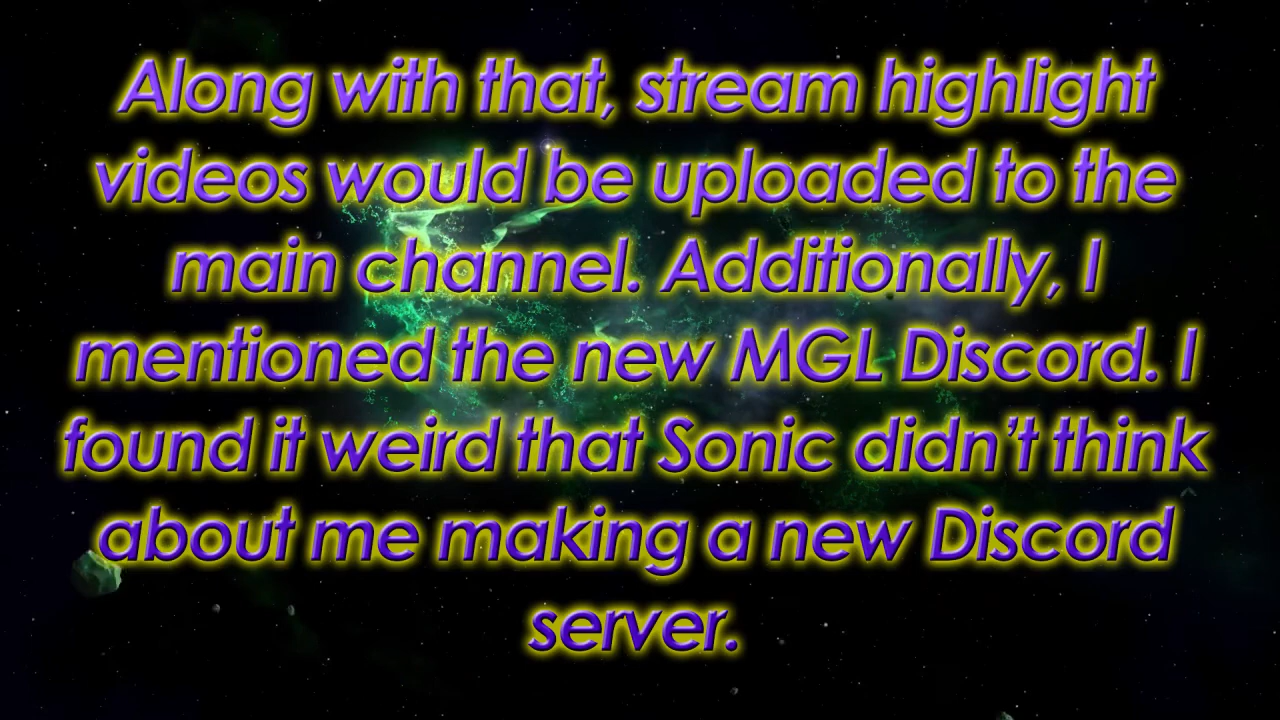 Along with that, stream highlight
videos would be uploaded to the
main channel. Additionally, I
mentioned the new MGL Discord. I
found it weird that Sonic didn’t think
about me making a new Discord
server.